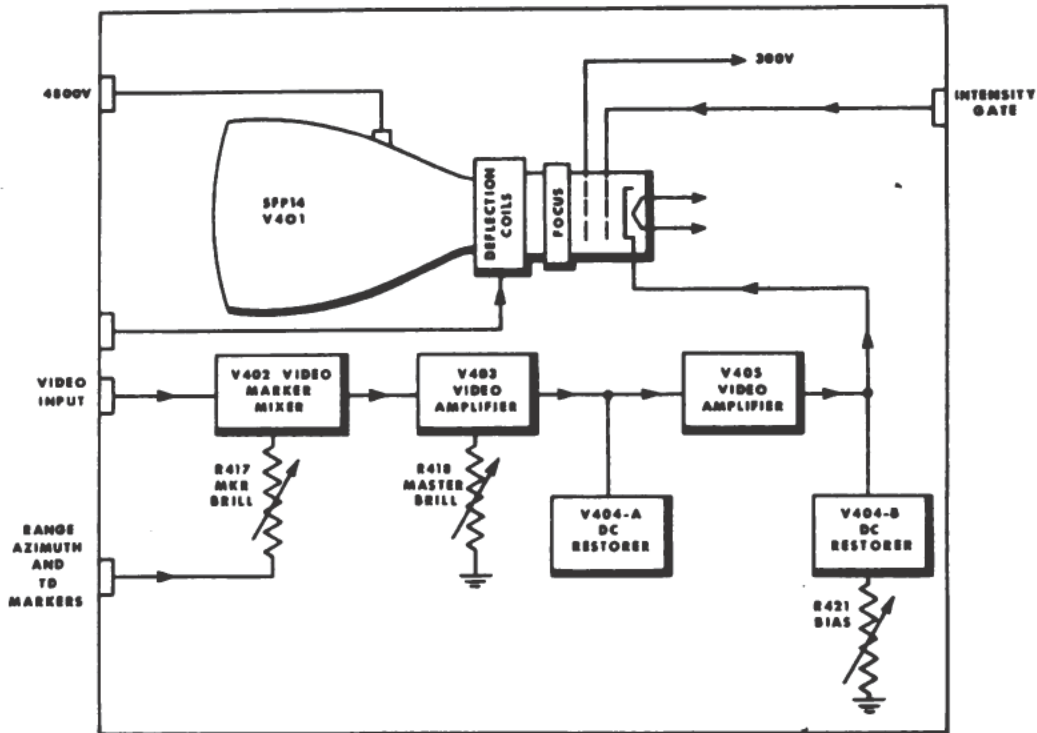 300V
4800V
INTENSITY
GATE
5FP14
V401
DEFLECTION
COILS
FOCUS
VIDEO
INPUT
V402 VIDEO
MARKER
MIXER
V403
VIDEO
AMPLIFIER
V405
VIDEO
AMPLIFIER
R417
MKR
BRILL
R418
MASTER
BRILL
V404-A
DC
RESTORER
V404-B
DC
RESTORER
RANGE
AZIMUTH
AND
TD
MARKERS
R421
BIAS